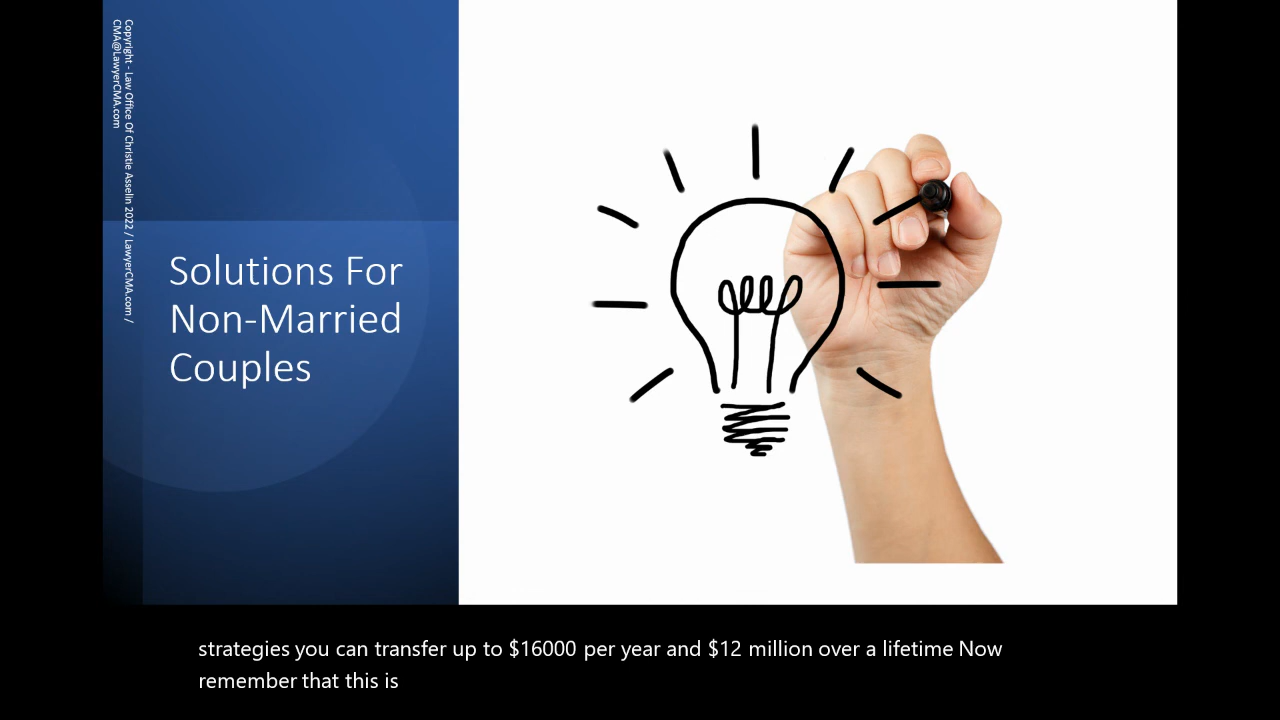 Copyright - Law Office Of Christie Asselin 2022 / LawyerCMA.com /
CMA@LawyerCMA.com
Solutions For
Non-Married
Couples
strategies you can transfer up to $16000 per year and $12 million over a lifetime Now
remember that this is